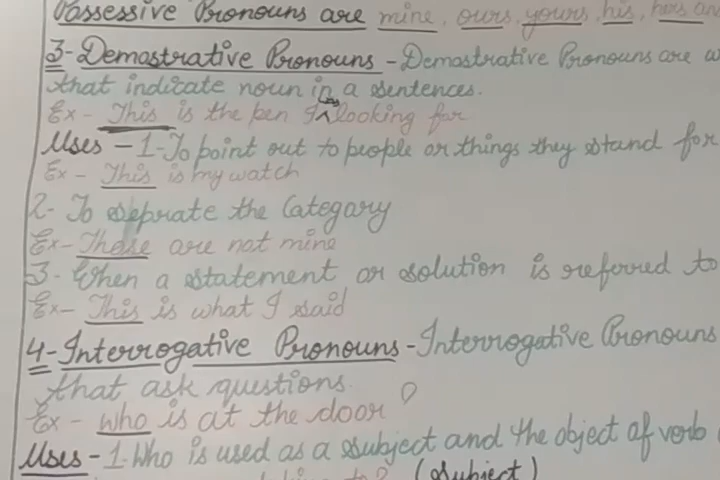 Possessive Pronouns are mine, ours, yours, his, hers an
3- Demostrative Pronouns - Demostrative Pronouns are w
that indicate noun in a sentences.
Ex - This is the pen I looking for
Uses - 1- To point out to people or things they stand for
Ex - This is my watch
2- To seprate the Category
Ex- These are not mine
3- When a statement or solution is referred to
Ex- This is what I said
4- Interrogative Pronouns - Interrogative Pronouns
that ask questions.
Ex - who is at the door
Uses - 1. Who is used as a subject and the object of verb
(Subject)